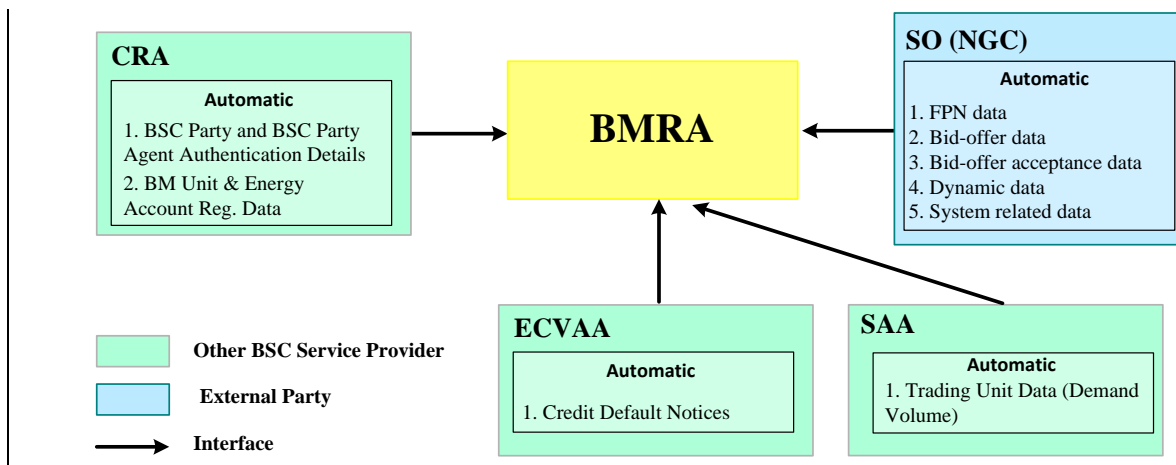 CRA
Automatic
1. BSC Party and BSC Party
Agent Authentication Details
2. BM Unit & Energy
Account Reg. Data
BMRA
SO (NGC)
Automatic
1. FPN data
2. Bid-offer data
3. Bid-offer acceptance data
4. Dynamic data
5. System related data
ECVAA
Automatic
1. Credit Default Notices
SAA
Automatic
1. Trading Unit Data (Demand
Volume)
Other BSC Service Provider
External Party
Interface